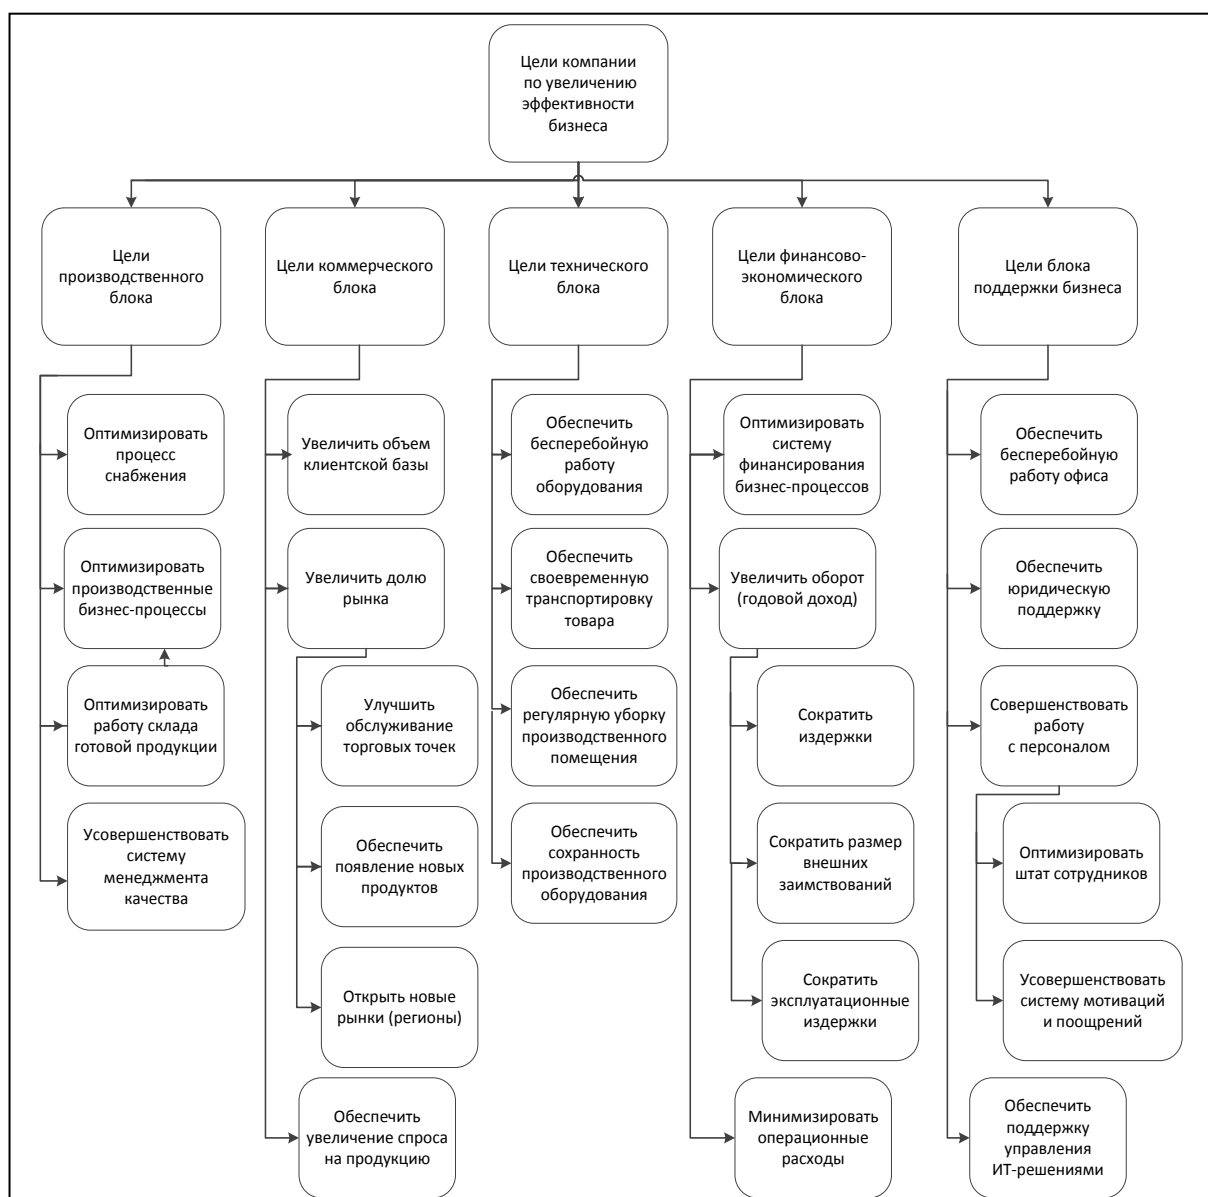 Цели компании
по увеличению
эффективности
бизнеса
Цели
производственного
блока
Цели коммерческого
блока
Цели технического
блока
Цели финансово-
экономического
блока
Цели блока
поддержки бизнеса
Оптимизировать
процесс
снабжения
Оптимизировать
производственные
бизнес-процессы
Оптимизировать
работу склада
готовой продукции
Усовершенствовать
систему
менеджмента
качества
Увеличить объем
клиентской базы
Увеличить долю
рынка
Улучшить
обслуживание
торговых точек
Обеспечить
появление новых
продуктов
Открыть новые
рынки (регионы)
Обеспечить
увеличение спроса
на продукцию
Обеспечить
бесперебойную
работу
оборудования
Обеспечить
своевременную
транспортировку
товара
Обеспечить
регулярную уборку
производственного
помещения
Обеспечить
сохранность
производственного
оборудования
Оптимизировать
систему
финансирования
бизнес-процессов
Увеличить оборот
(годовой доход)
Сократить
издержки
Сократить размер
внешних
заимствований
Сократить
эксплуатационные
издержки
Минимизировать
операционные
расходы
Обеспечить
бесперебойную
работу офиса
Обеспечить
юридическую
поддержку
Совершенствовать
работу
с персоналом
Оптимизировать
штат сотрудников
Усовершенствовать
систему мотиваций
и поощрений
Обеспечить
поддержку
управления
ИТ-решениями